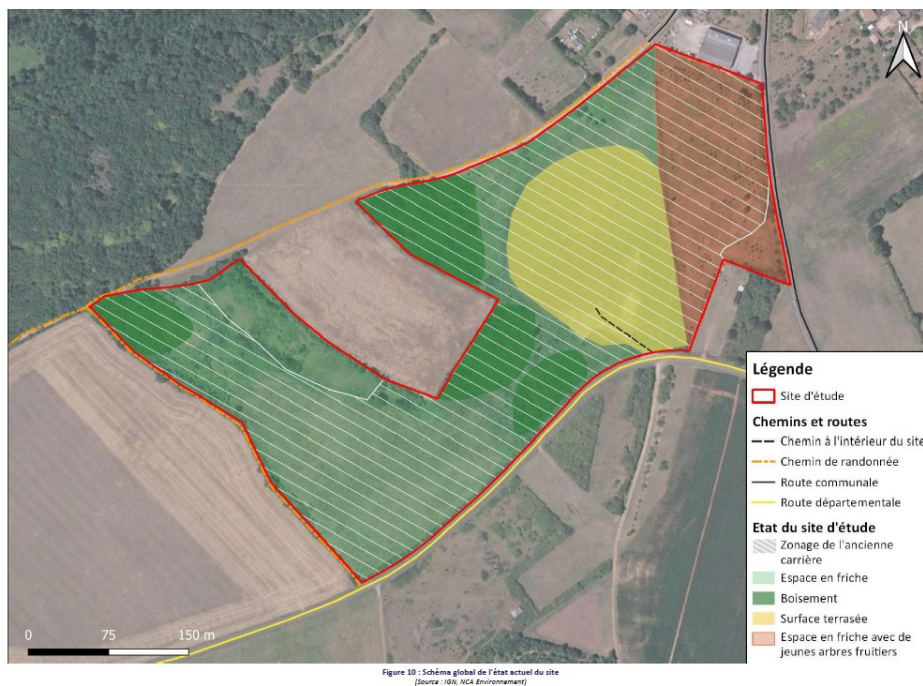 N
Légende
Site d'étude
Chemins et routes
Chemin à l'intérieur du site
Chemin de randonnée
Route communale
Route départementale
Etat du site d'étude
Zonage de l'ancienne
carrière
Espace en friche
Boisement
Surface terrasée
Espace en friche avec de
jeunes arbres fruitiers
0 75 150 m
Figure 10 : Schéma global de l'état actuel du site
(Source : IGN, NCA Environnement)